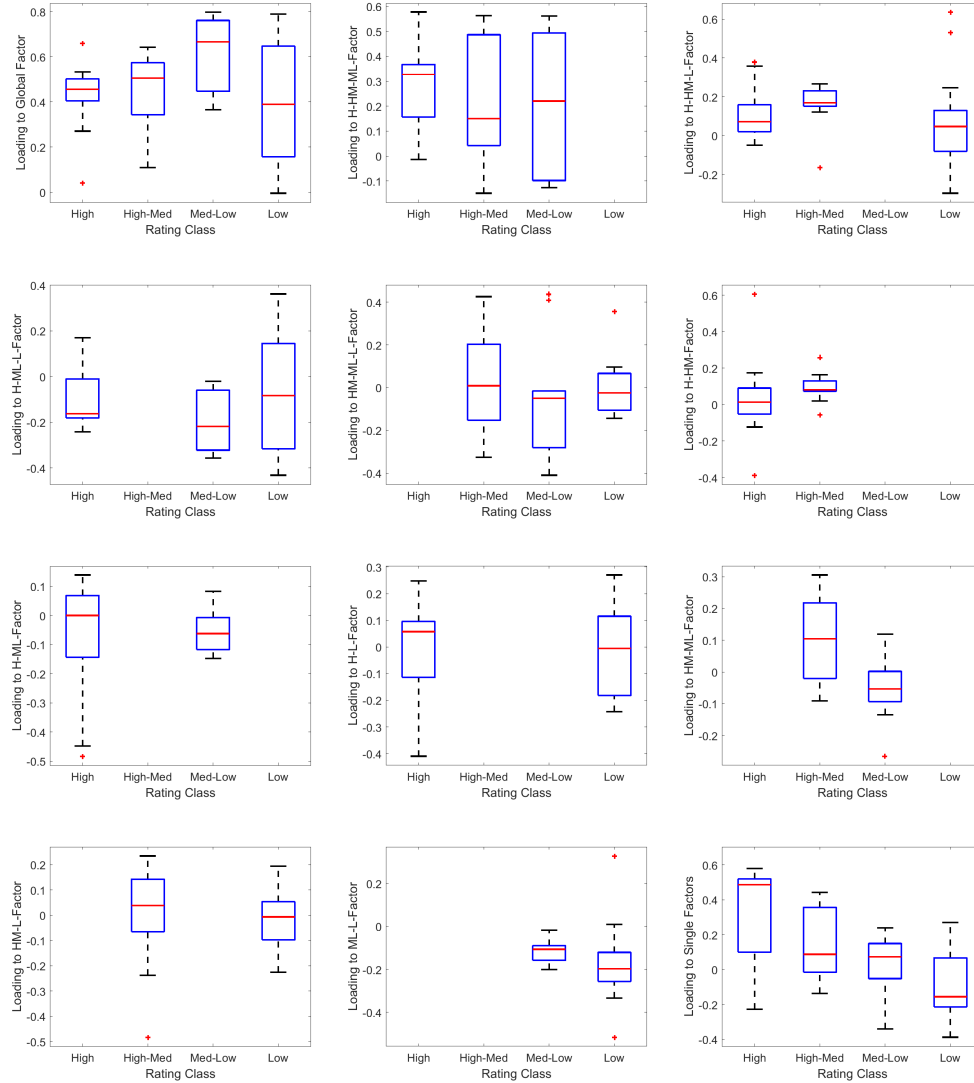 Loading to Global Factor
0.8
0.6
0.4
0.2
0
High High-Med Med-Low Low
Rating Class
Loading to H-HM-ML-Factor
0.6
0.5
0.4
0.3
0.2
0.1
0
-0.1
High High-Med Med-Low Low
Rating Class
Loading to H-HM-L-Factor
0.6
0.4
0.2
0
-0.2
High High-Med Med-Low Low
Rating Class
Loading to H-ML-L-Factor
0.4
0.2
0
-0.2
-0.4
High High-Med Med-Low Low
Rating Class
Loading to HM-ML-L-Factor
0.4
0.2
0
-0.2
-0.4
High High-Med Med-Low Low
Rating Class
Loading to H-HM-Factor
0.6
0.4
0.2
0
-0.2
-0.4
High High-Med Med-Low Low
Rating Class
Loading to H-ML-Factor
0.1
0
-0.1
-0.2
-0.3
-0.4
-0.5
High High-Med Med-Low Low
Rating Class
Loading to H-L-Factor
0.3
0.2
0.1
0
-0.1
-0.2
-0.3
-0.4
High High-Med Med-Low Low
Rating Class
Loading to HM-ML-Factor
0.3
0.2
0.1
0
-0.1
-0.2
High High-Med Med-Low Low
Rating Class
Loading to HM-L-Factor
0.2
0.1
0
-0.1
-0.2
-0.3
-0.4
-0.5
High High-Med Med-Low Low
Rating Class
Loading to ML-L-Factor
0.2
0
-0.2
-0.4
High High-Med Med-Low Low
Rating Class
Loading to Single Factors
0.6
0.4
0.2
0
-0.2
-0.4
High High-Med Med-Low Low
Rating Class